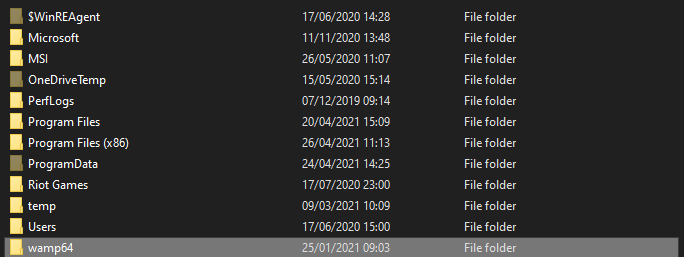 $WinREAgent 17/06/2020 14:28 File folder
Microsoft 11/11/2020 13:48 File folder
MSI 26/05/2020 11:07 File folder
OneDriveTemp 15/05/2020 15:14 File folder
PerfLogs 07/12/2019 09:14 File folder
Program Files 20/04/2021 15:09 File folder
Program Files (x86) 26/04/2021 11:13 File folder
ProgramData 24/04/2021 14:25 File folder
Riot Games 17/07/2020 23:00 File folder
temp 09/03/2021 10:09 File folder
Users 17/06/2020 15:00 File folder
wamp64 25/01/2021 09:03 File folder